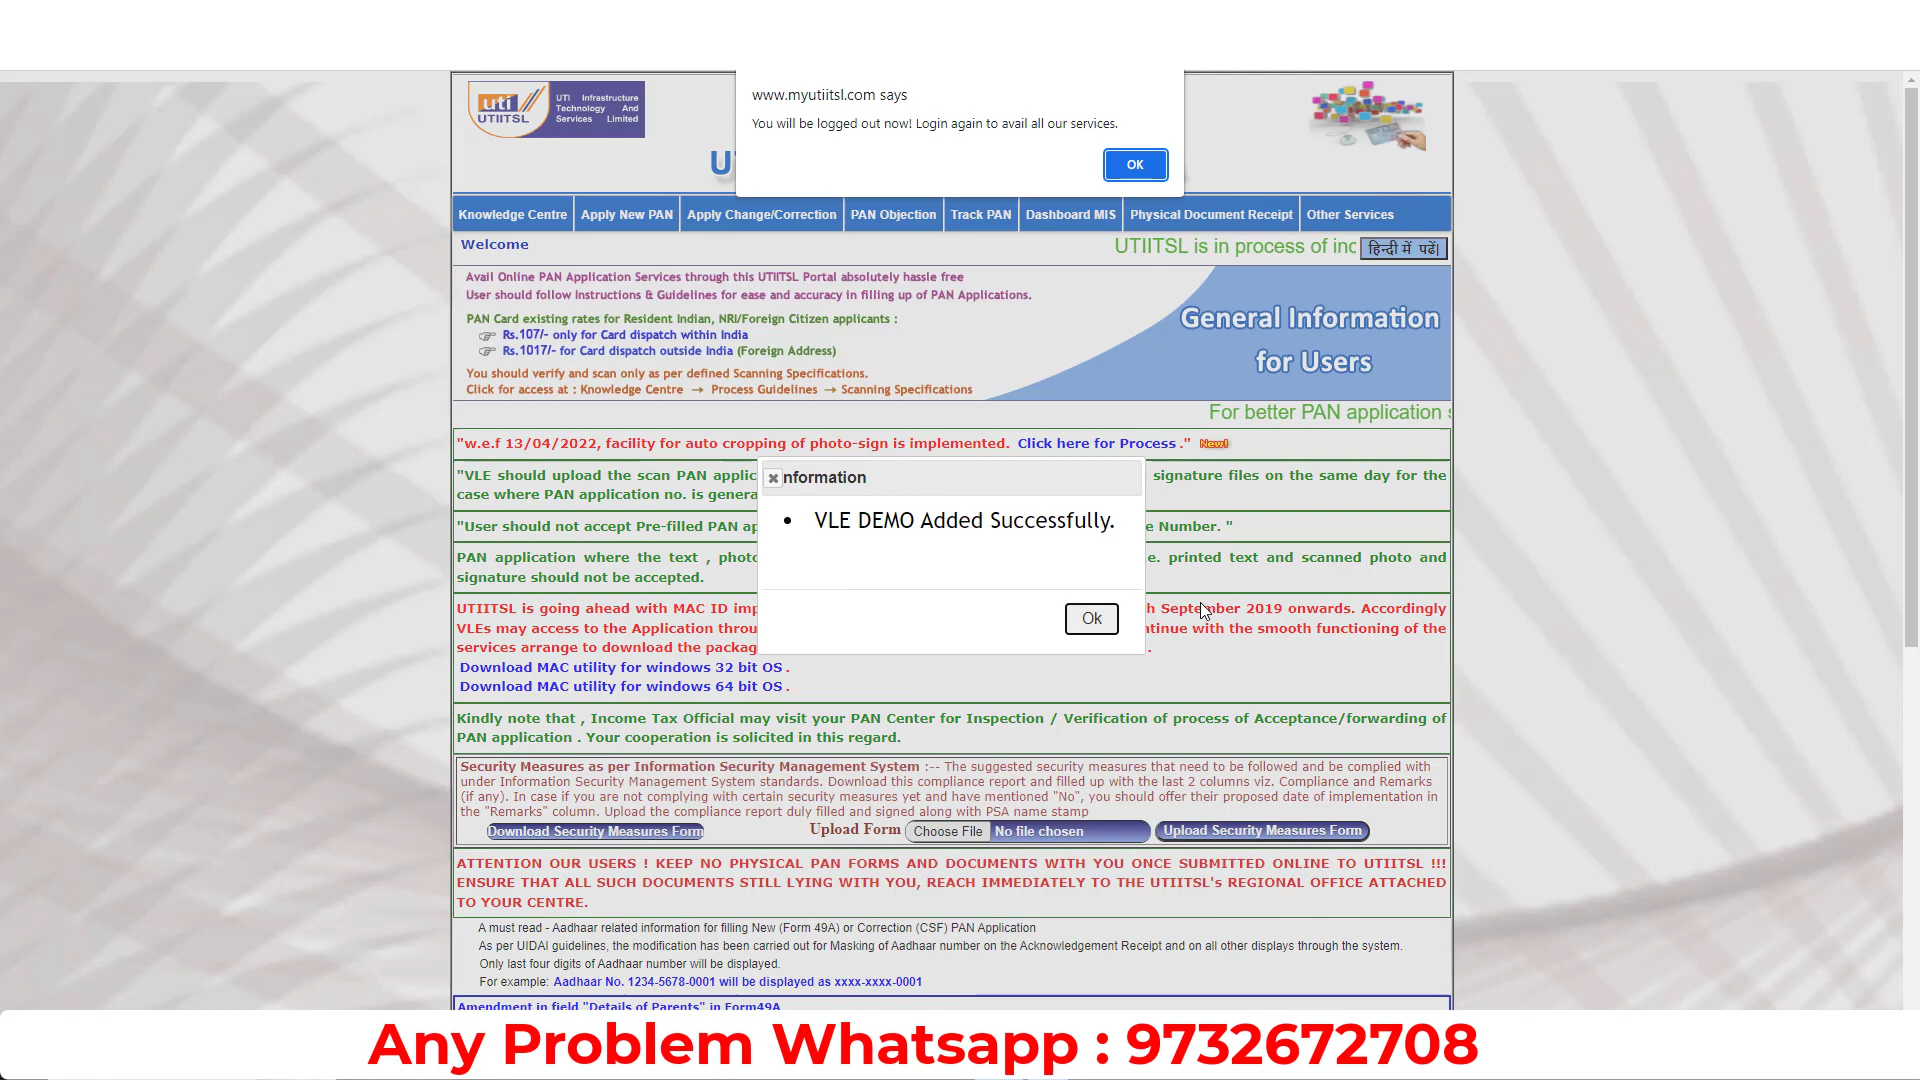 www.myutiitsl.com says
You will be logged out now! Login again to avail all our services.
OK
uti
UTIITSL
UTI Infrastructure
Technology And
Services Limited
U
Knowledge Centre
Apply New PAN
Apply Change/Correction
PAN Objection
Track PAN
Dashboard MIS
Physical Document Receipt
Other Services
Welcome
UTIITSL is in process of inc
हिन्दी में पढें|
Avail Online PAN Application Services through this UTIITSL Portal absolutely hassle free
User should follow Instructions & Guidelines for ease and accuracy in filling up of PAN Applications.
PAN Card existing rates for Resident Indian, NRI/Foreign Citizen applicants :
Rs.107/- only for Card dispatch within India
Rs.1017/- for Card dispatch outside India (Foreign Address)
You should verify and scan only as per defined Scanning Specifications.
Click for access at : Knowledge Centre → Process Guidelines → Scanning Specifications
General Information
for Users
For better PAN application s
"w.e.f 13/04/2022, facility for auto cropping of photo-sign is implemented. Click here for Process ." New!
"VLE should upload the scan PAN applic signature files on the same day for the
case where PAN application no. is genera
"User should not accept Pre-filled PAN ap e Number. "
PAN application where the text , photo e. printed text and scanned photo and
signature should not be accepted.
UTIITSL is going ahead with MAC ID imp h September 2019 onwards. Accordingly
VLEs may access to the Application throu ntinue with the smooth functioning of the
services arrange to download the packag .
Download MAC utility for windows 32 bit OS .
Download MAC utility for windows 64 bit OS .
nformation
• VLE DEMO Added Successfully.
Ok
Kindly note that , Income Tax Official may visit your PAN Center for Inspection / Verification of process of Acceptance/forwarding of
PAN application . Your cooperation is solicited in this regard.
Security Measures as per Information Security Management System :-- The suggested security measures that need to be followed and be complied with
under Information Security Management System standards. Download this compliance report and filled up with the last 2 columns viz. Compliance and Remarks
(if any). In case if you are not complying with certain security measures yet and have mentioned "No", you should offer their proposed date of implementation in
the "Remarks" column. Upload the compliance report duly filled and signed along with PSA name stamp
Download Security Measures Form
Upload Form
Choose File
No file chosen
Upload Security Measures Form
ATTENTION OUR USERS ! KEEP NO PHYSICAL PAN FORMS AND DOCUMENTS WITH YOU ONCE SUBMITTED ONLINE TO UTIITSL !!!
ENSURE THAT ALL SUCH DOCUMENTS STILL LYING WITH YOU, REACH IMMEDIATELY TO THE UTIITSL's REGIONAL OFFICE ATTACHED
TO YOUR CENTRE.
A must read - Aadhaar related information for filling New (Form 49A) or Correction (CSF) PAN Application
As per UIDAI guidelines, the modification has been carried out for Masking of Aadhaar number on the Acknowledgement Receipt and on all other displays through the system.
Only last four digits of Aadhaar number will be displayed.
For example: Aadhaar No. 1234-5678-0001 will be displayed as xxxx-xxxx-0001
Amendment in field "Details of Parents" in Form49A
Any Problem Whatsapp : 9732672708